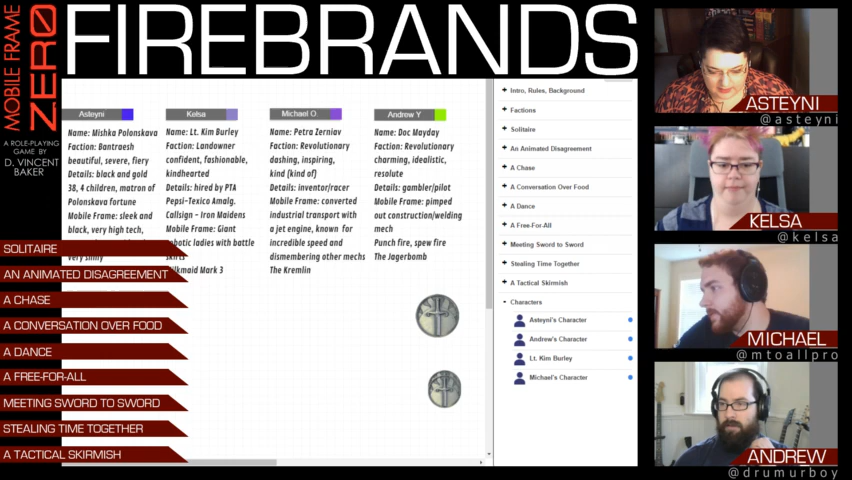 MOBILE FRAME
ZERØ
A ROLE-PLAYING
GAME BY
D. VINCENT
BAKER
FIREBRANDS
Asteyni
Name: Mishka Polonskava
Faction: Bantraesh
beautiful, severe, fiery
Details: black and gold
38, 4 children, matron of
Polonskava fortune
Mobile Frame: sleek and
black, very high tech,
very shiny
Kelsa
Name: Lt. Kim Burley
Faction: Landowner
confident, fashionable,
kindhearted
Details: hired by PTA
Pepsi-Texico Amalg.
Callsign - Iron Maidens
Mobile Frame: Giant
robotic ladies with battle
skirts
Milkmaid Mark 3
Michael O.
Name: Petra Zerniav
Faction: Revolutionary
dashing, inspiring,
kind (kind of)
Details: inventor/racer
Mobile Frame: converted
industrial transport with
a jet engine, known for
incredible speed and
dismembering other mechs
The Kremlin
Andrew Y
Name: Doc Mayday
Faction: Revolutionary
charming, idealistic,
resolute
Details: gambler/pilot
Mobile Frame: pimped
out construction/welding
mech
Punch fire, spew fire
The Jagerbomb
SOLITAIRE
AN ANIMATED DISAGREEMENT
A CHASE
A CONVERSATION OVER FOOD
A DANCE
A FREE-FOR-ALL
MEETING SWORD TO SWORD
STEALING TIME TOGETHER
A TACTICAL SKIRMISH
Intro, Rules, Background
Factions
Solitaire
An Animated Disagreement
A Chase
A Conversation Over Food
A Dance
A Free-For-All
Meeting Sword to Sword
Stealing Time Together
A Tactical Skirmish
Characters
Asteyni's Character
Andrew's Character
Lt. Kim Burley
Michael's Character
ASTEYNI
@asteyni
KELSA
@kelsa
MICHAEL
@mtoallpro
ANDREW
@drumurboy